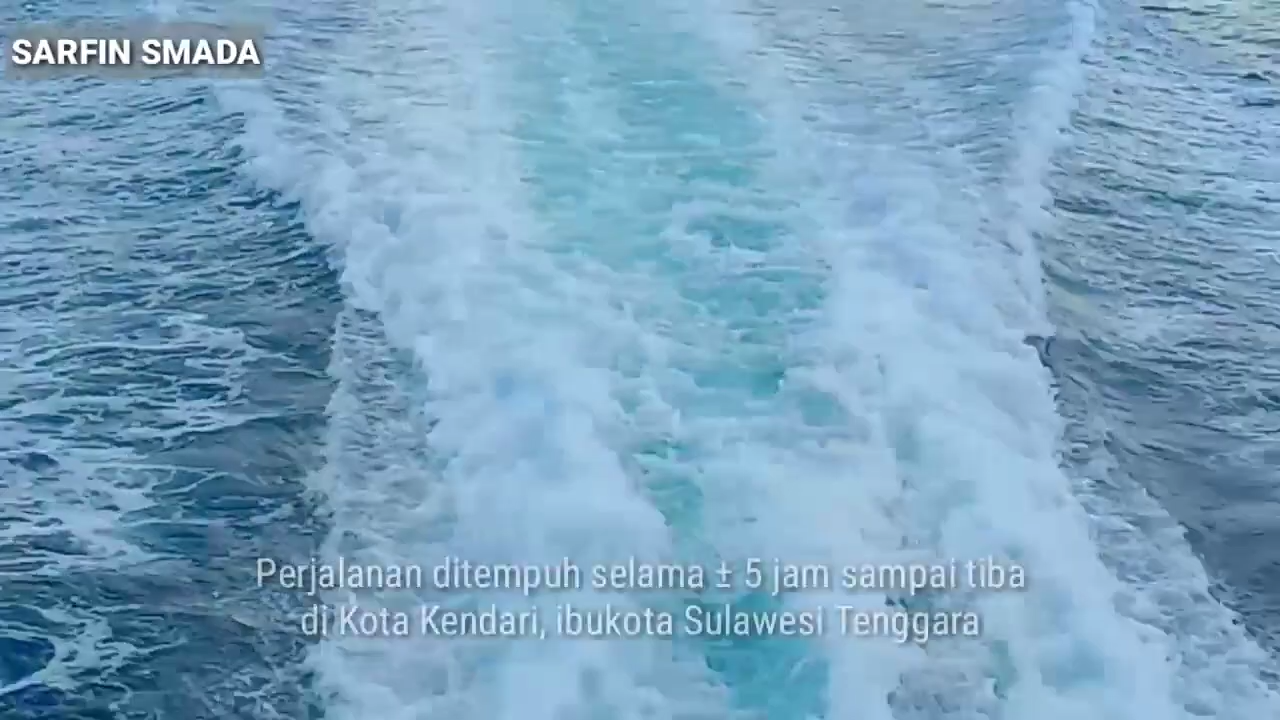 SARFIN SMADA
Perjalanan ditempuh selama ± 5 jam sampai tiba
di Kota Kendari, ibukota Sulawesi Tenggara